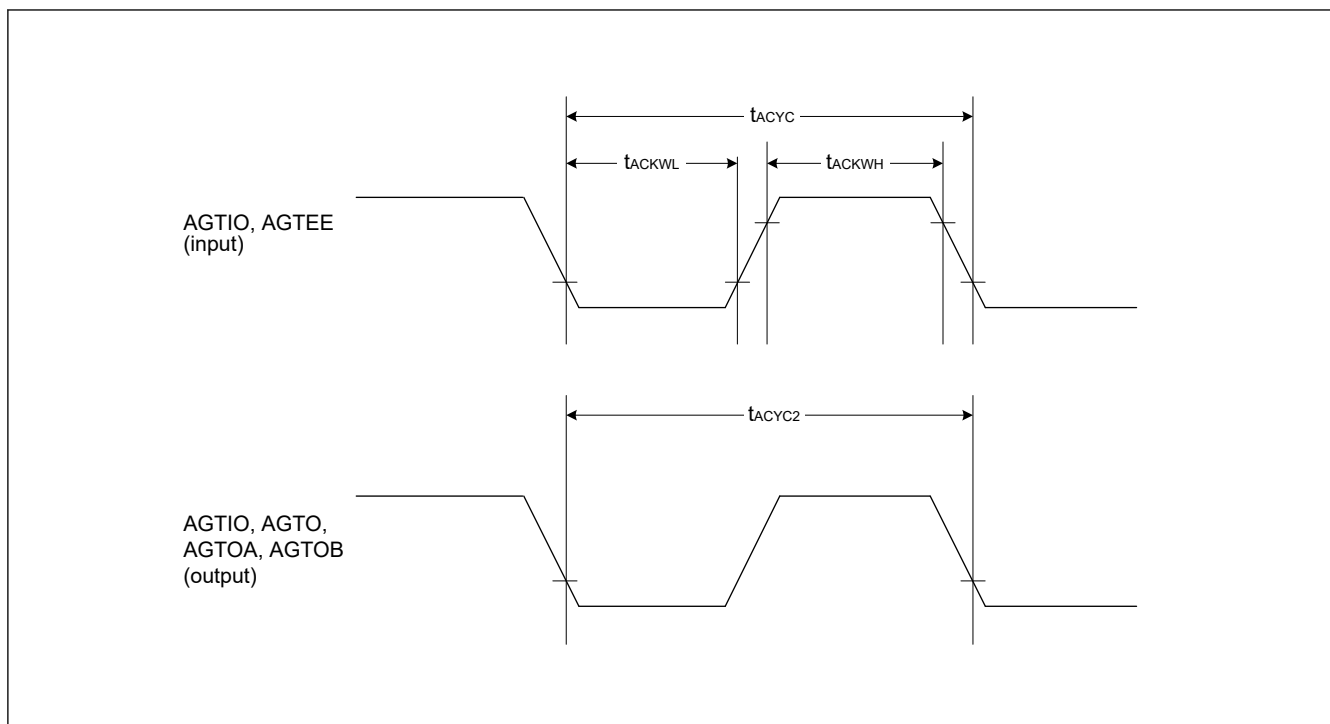 tACYC
tACKWL
tACKWH
AGTIO, AGTEE
(input)
tACYC2
AGTIO, AGTO,
AGTOA, AGTOB
(output)